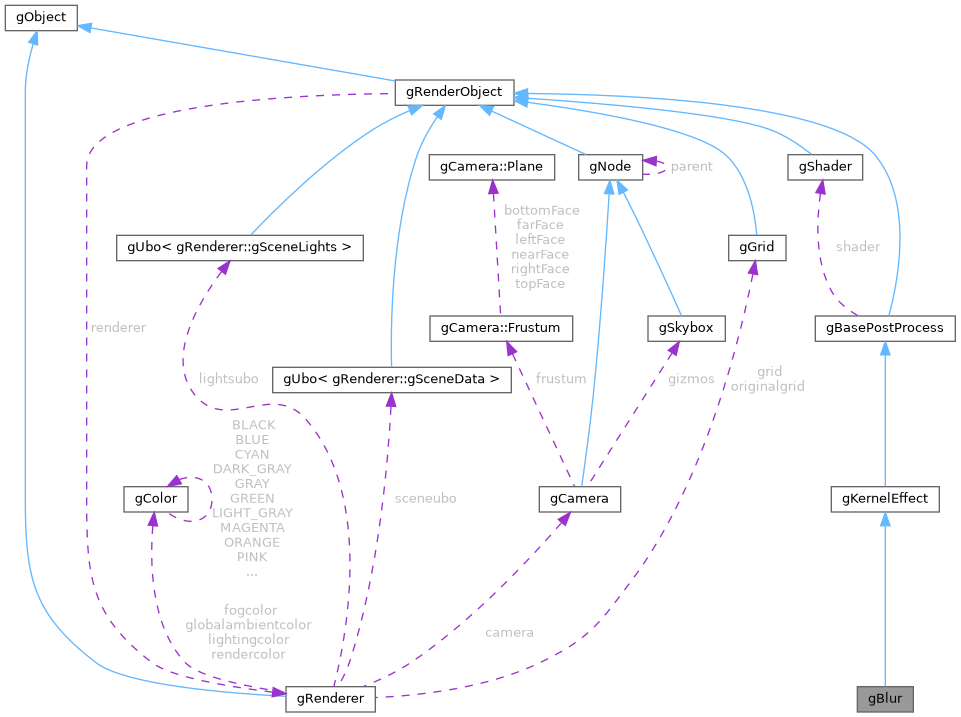 gObject
gRenderObject
gCamera::Plane
gNode
parent
gShader
bottomFace
farFace
leftFace
nearFace
rightFace
topFace
gUbo< gRenderer::gSceneLights >
gGrid
shader
renderer
gCamera::Frustum
gSkybox
gBasePostProcess
lightsubo
gUbo< gRenderer::gSceneData >
frustum
gizmos
grid
originalgrid
BLACK
BLUE
CYAN
DARK_GRAY
GRAY
GREEN
LIGHT_GRAY
MAGENTA
ORANGE
PINK
...
gColor
sceneubo
gCamera
gKernelEffect
fogcolor
globalambientcolor
lightingcolor
rendercolor
camera
gRenderer
gBlur